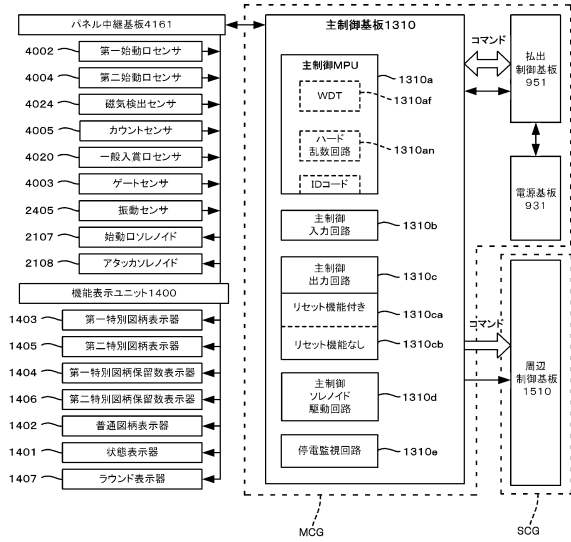 パネル中継基板4161
4002 第一始動口センサ
4004 第二始動口センサ
4024 磁気検出センサ
4005 カウントセンサ
4020 一般入賞口センサ
4003 ゲートセンサ
2405 振動センサ
2107 始動口ソレノイド
2108 アタッカソレノイド
機能表示ユニット1400
1403 第一特別図柄表示器
1405 第二特別図柄表示器
1404 第一特別図柄保留数表示器
1406 第二特別図柄保留数表示器
1402 普通図柄表示器
1401 状態表示器
1407 ラウンド表示器
主制御基板1310
主制御MPU
1310a
WDT
1310af
ハード
乱数回路
1310an
IDコード
主制御
入力回路
1310b
主制御
出力回路
1310c
リセット機能付き
1310ca
リセット機能なし
1310cb
主制御
ソレノイド
駆動回路
1310d
停電監視回路
1310e
コマンド
払出
制御基板
951
電源基板
931
コマンド
周辺
制御基板
1510
MCG
SCG